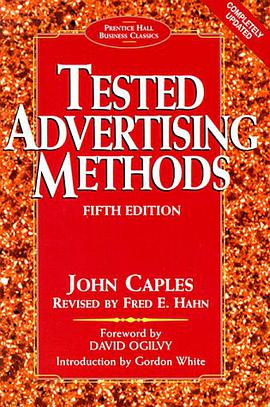 PRENTICE HALL
BUSINESS CLASSICS
COMPLETELY
UPDATED
TESTED
ADVERTISING
METHODS
FIFTH EDITION
JOHN CAPLES
REVISED BY FRED E. HAHN
Foreword by
DAVID OGILVY
Introduction by Gordon White